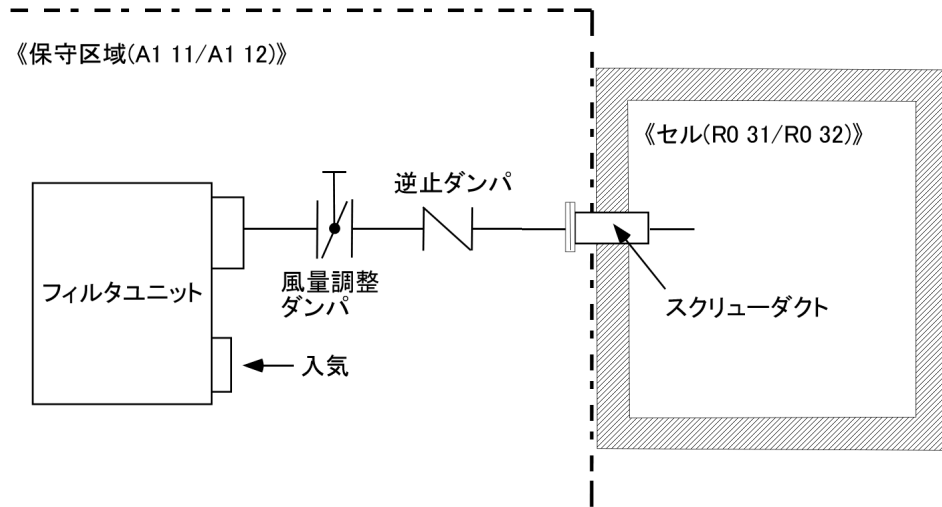 《保守区域(A1 11/A1 12)》
《セル(R0 31/R0 32)》
逆止ダンパ
風量調整
ダンパ
フィルタユニット
スクリューダクト
入気